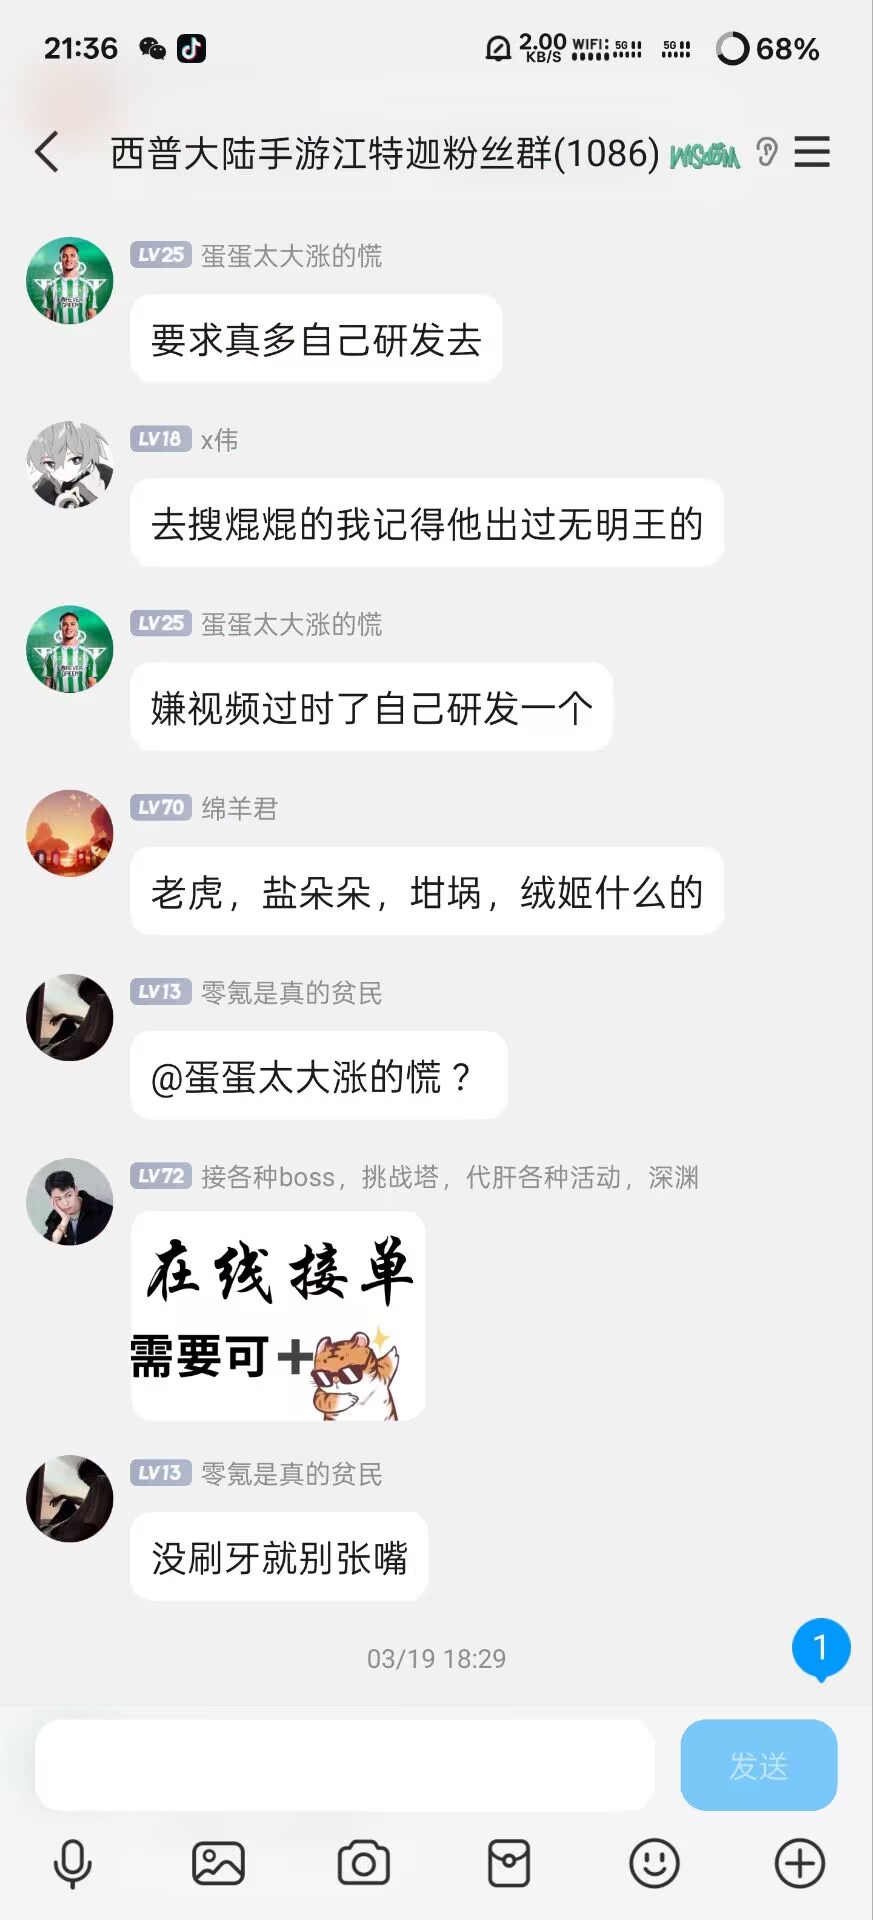 21:36
2.00 KB/S WIFI: 5G 5G 68%
西普大陆手游江特迦粉丝群(1086) WISDOM
LV25 蛋蛋太大涨的慌
要求真多自己研发去
LV18 x伟
去搜焜焜的我记得他出过无明王的
LV25 蛋蛋太大涨的慌
嫌视频过时了自己研发一个
LV70 绵羊君
老虎，盐朵朵，坩埚，绒姬什么的
LV13 零氪是真的贫民
@蛋蛋太大涨的慌？
LV72 接各种boss，挑战塔，代肝各种活动，深渊
在线接单
需要可+
LV13 零氪是真的贫民
没刷牙就别张嘴
03/19 18:29
1
发送